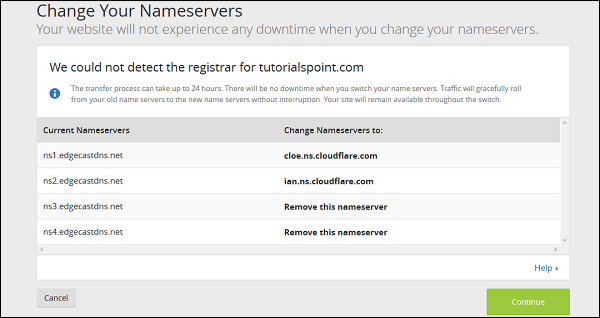 Change Your Nameservers
Your website will not experience any downtime when you change your nameservers.
We could not detect the registrar for tutorialspoint.com
The transfer process can take up to 24 hours. There will be no downtime when you switch your name servers. Traffic will gracefully roll
from your old name servers to the new name servers without interruption. Your site will remain available throughout the switch.
Current Nameservers Change Nameservers to:
ns1.edgecastdns.net cloe.ns.cloudflare.com
ns2.edgecastdns.net ian.ns.cloudflare.com
ns3.edgecastdns.net Remove this nameserver
ns4.edgecastdns.net Remove this nameserver
Help
Cancel Continue